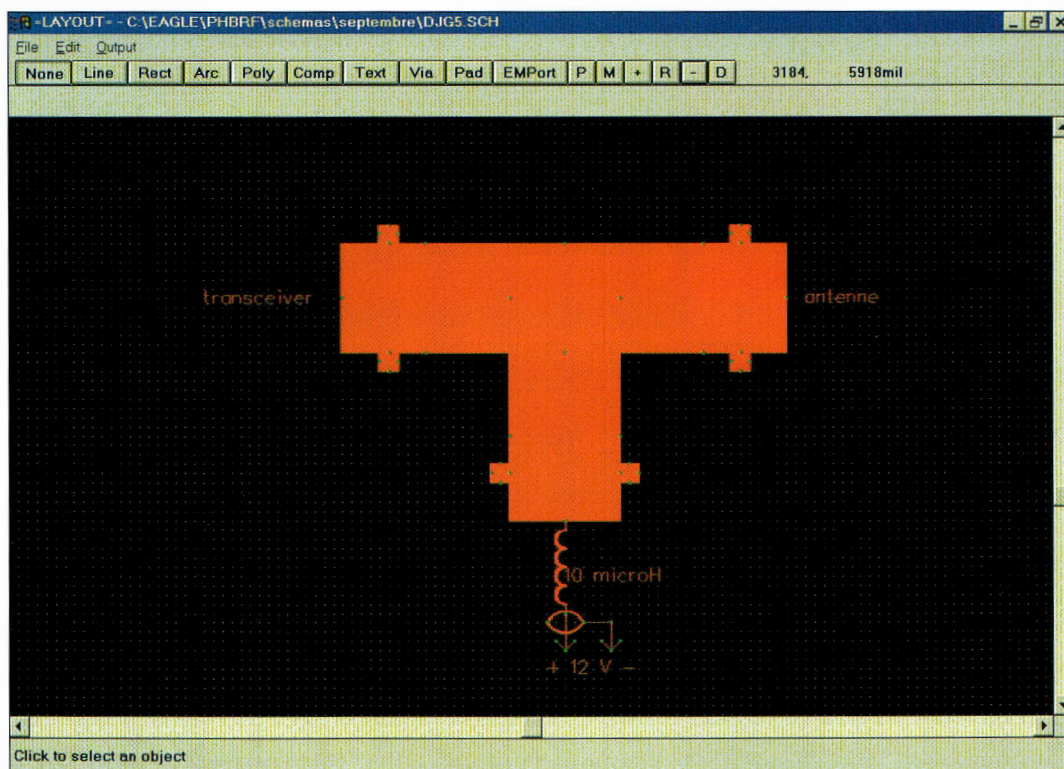 =LAYOUT= - C:\EAGLE\PHBRF\schemas\septembre\DJG5.SCH
File Edit Output
None Line Rect Arc Poly Comp Text Via Pad EMPort P M + R - D 3184, 5918mil
transceiver antenne
10 microH
+ 12 V -
Click to select an object